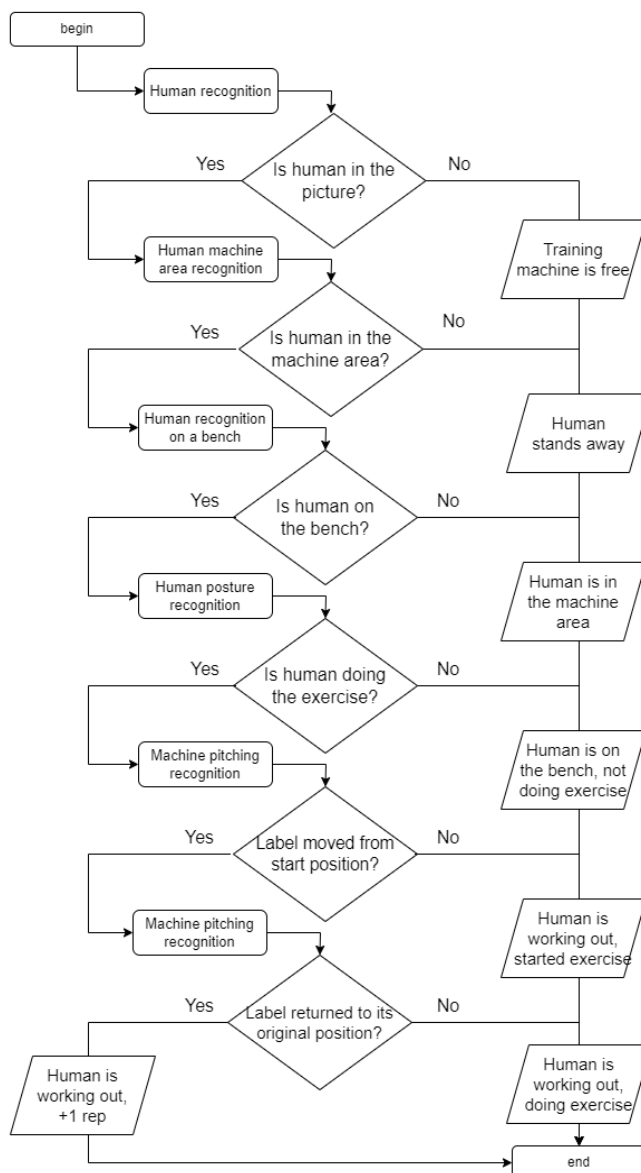 begin
Human recognition
Yes
Is human in the
picture?
No
Human machine
area recognition
Training
machine is free
Yes
Is human in the
machine area?
No
Human recognition
on a bench
Human
stands away
Yes
Is human on
the bench?
No
Human posture
recognition
Human is in
the machine
area
Yes
Is human doing
the exercise?
No
Machine pitching
recognition
Human is on
the bench, not
doing exercise
Yes
Label moved from
start position?
No
Machine pitching
recognition
Human is
working out,
started exercise
Yes
Label returned to its
original position?
No
Human is
working out,
+1 rep
Human is
working out,
doing exercise
end